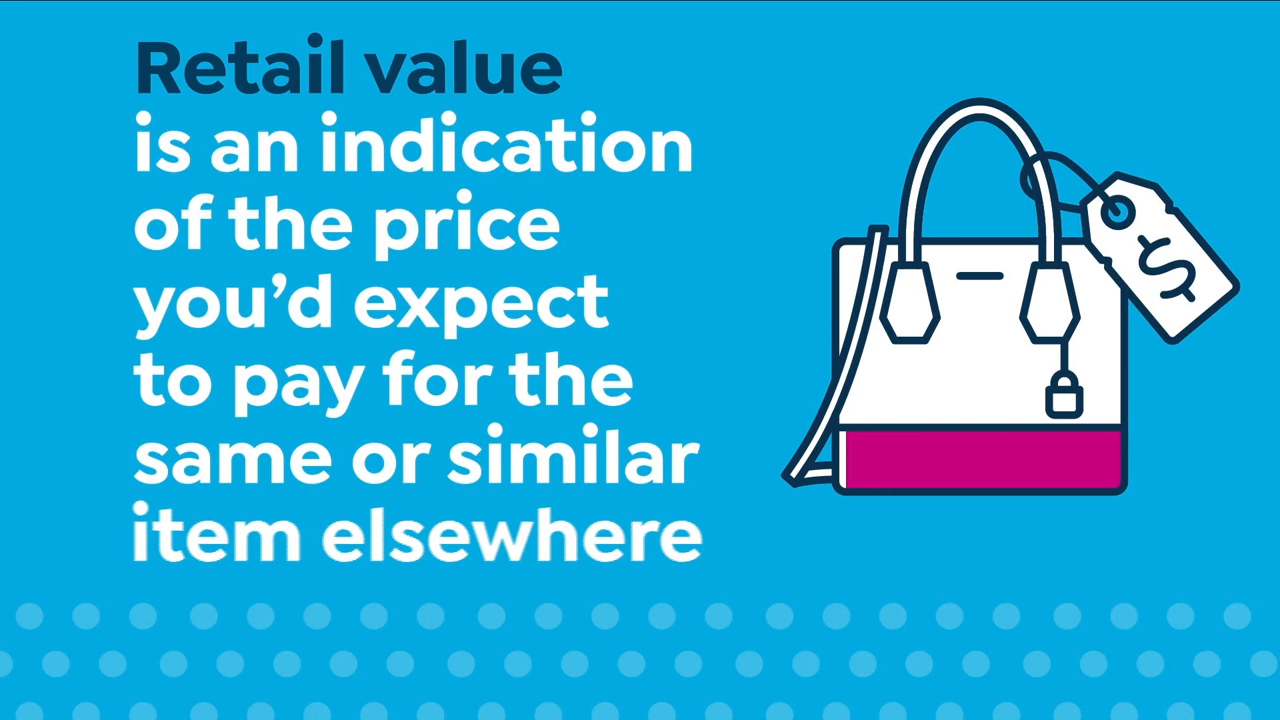 Retail value
is an indication
of the price
you’d expect
to pay for the
same or similar
item elsewhere
$